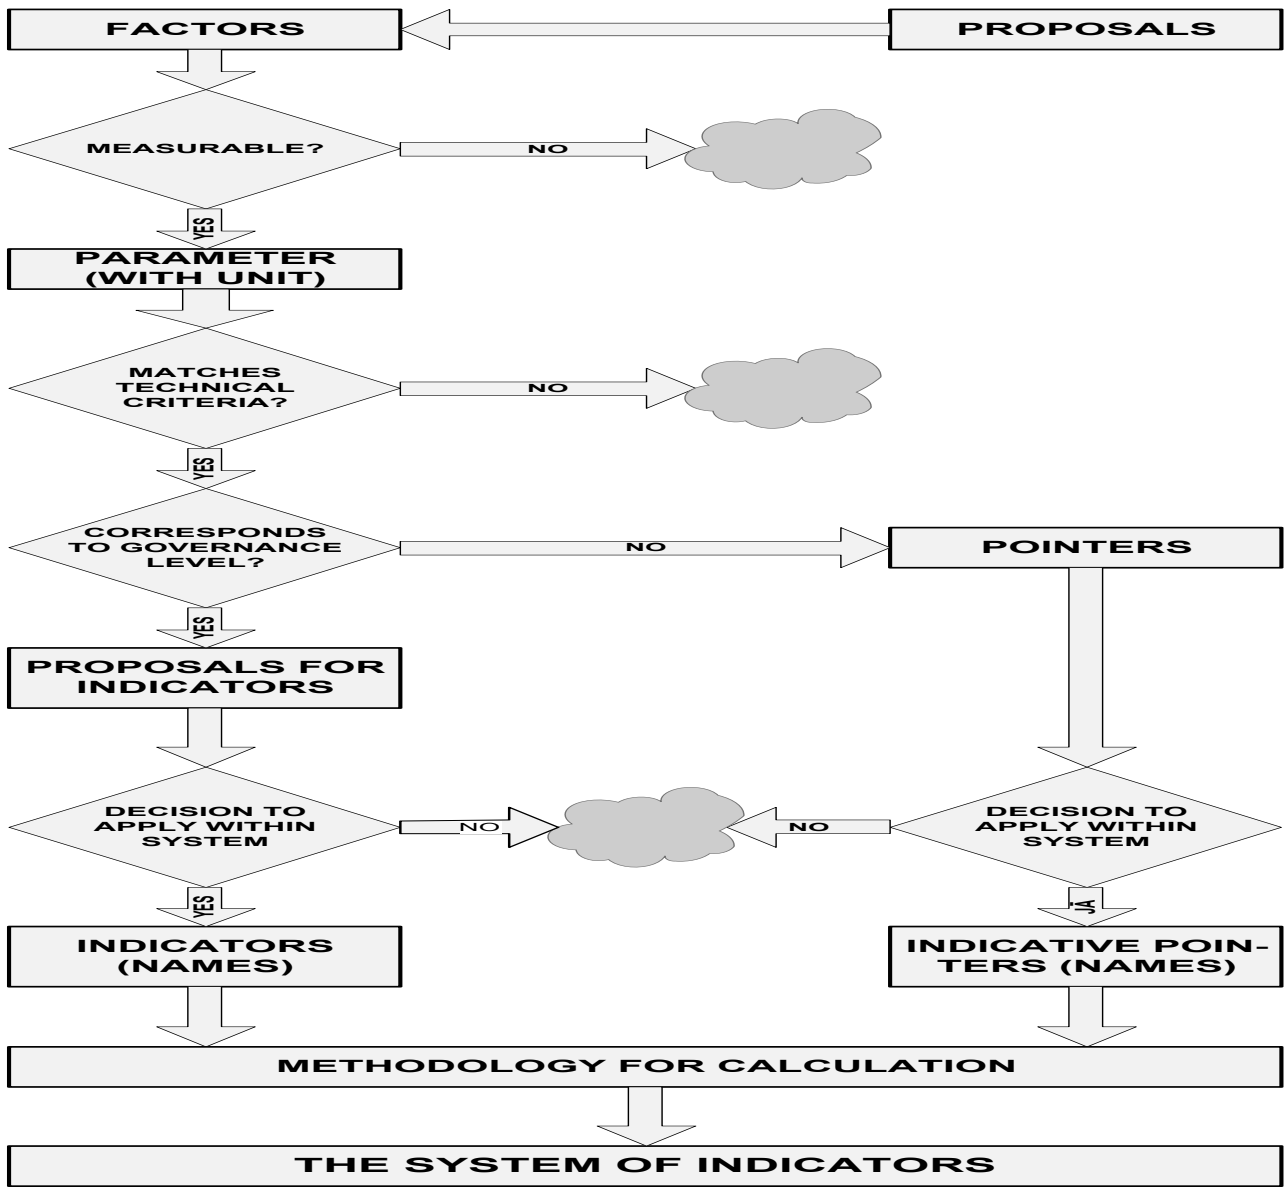 FACTORS
PROPOSALS
MEASURABLE?
NO
YES
PARAMETER
(WITH UNIT)
MATCHES
TECHNICAL
CRITERIA?
NO
YES
CORRESPONDS
TO GOVERNANCE
LEVEL?
NO
POINTERS
YES
PROPOSALS FOR
INDICATORS
DECISION TO
APPLY WITHIN
SYSTEM
NO
NO
DECISION TO
APPLY WITHIN
SYSTEM
YES
JÄ
INDICATORS
(NAMES)
INDICATIVE POIN-
TERS (NAMES)
METHODOLOGY FOR CALCULATION
THE SYSTEM OF INDICATORS